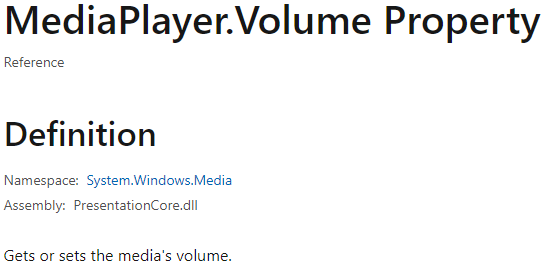 MediaPlayer.Volume Property
Reference
Definition
Namespace: System.Windows.Media
Assembly: PresentationCore.dll
Gets or sets the media's volume.